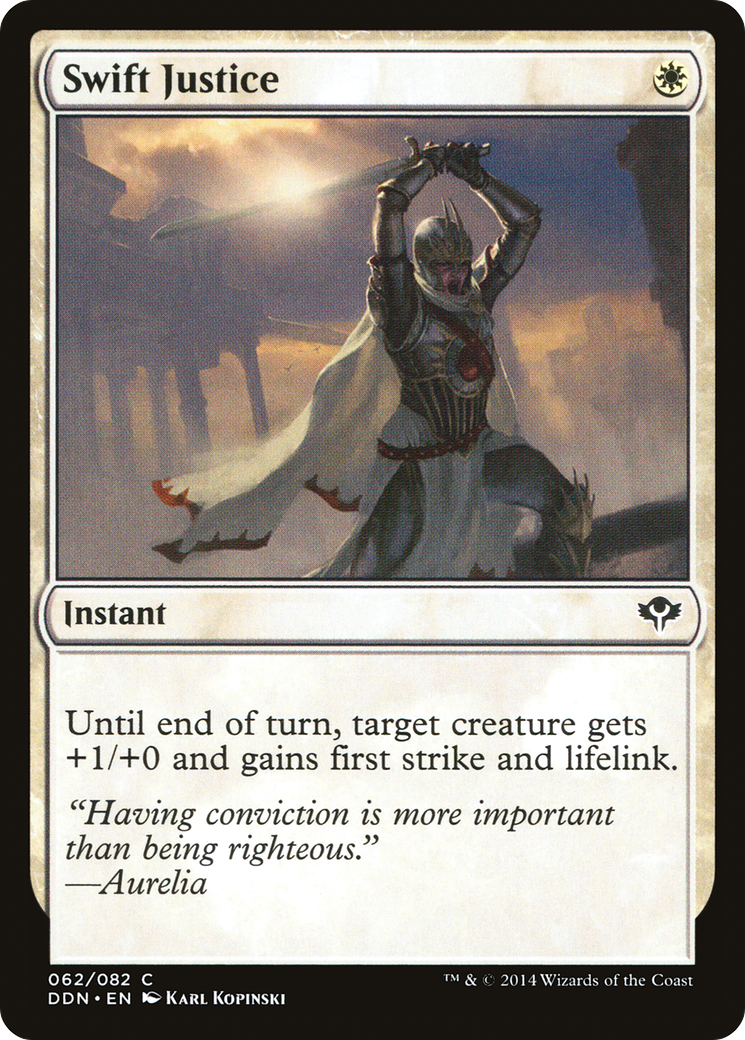 Swift Justice
Instant
Until end of turn, target creature gets
+1/+0 and gains first strike and lifelink.
“Having conviction is more important
than being righteous.”
—Aurelia
062/082 C
DDN • EN Karl Kopinski
™ & © 2014 Wizards of the Coast